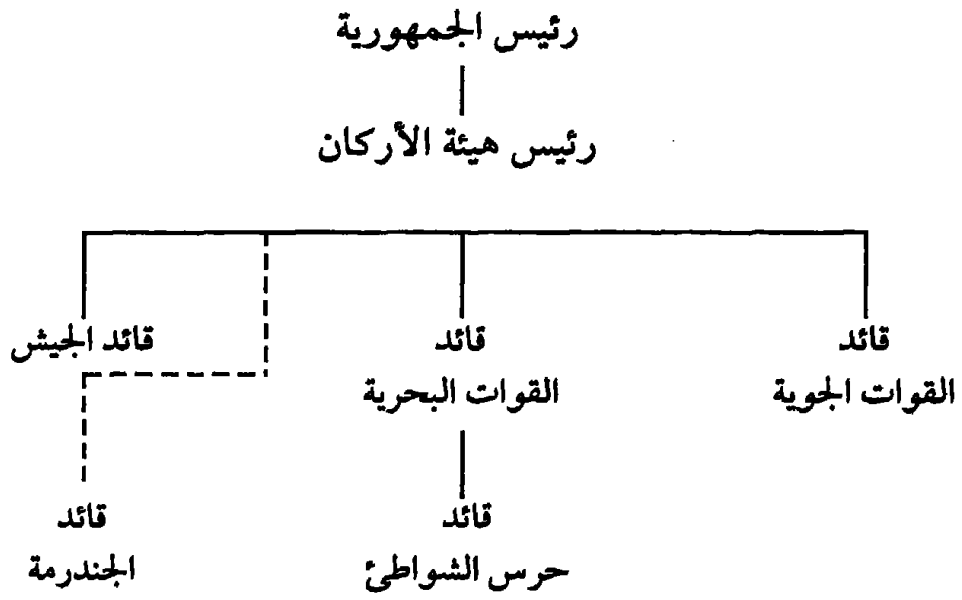 رئيس الجمهورية
رئيس هيئة الأركان
قائد
القوات الجوية
قائد
القوات البحرية
قائد الجيش
قائد
حرس الشواطئ
قائد
الجندرمة